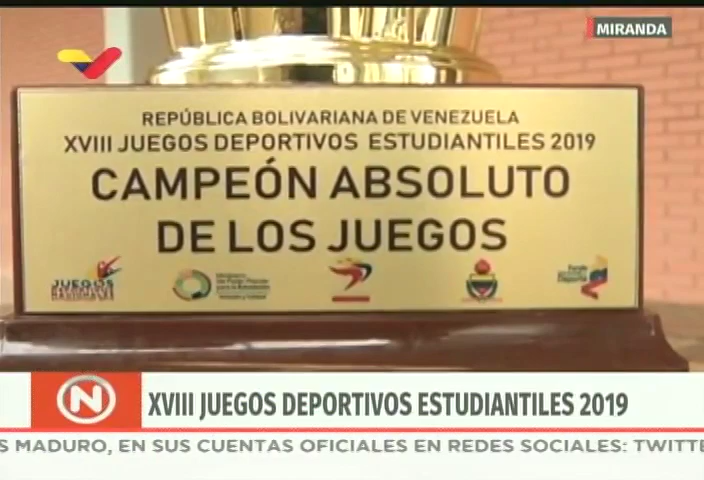 MIRANDA
REPÚBLICA BOLIVARIANA DE VENEZUELA
XVIII JUEGOS DEPORTIVOS ESTUDIANTILES 2019
CAMPEÓN ABSOLUTO
DE LOS JUEGOS
JUEGOS
N
XVIII JUEGOS DEPORTIVOS ESTUDIANTILES 2019
S MADURO, EN SUS CUENTAS OFICIALES EN REDES SOCIALES: TWITTE